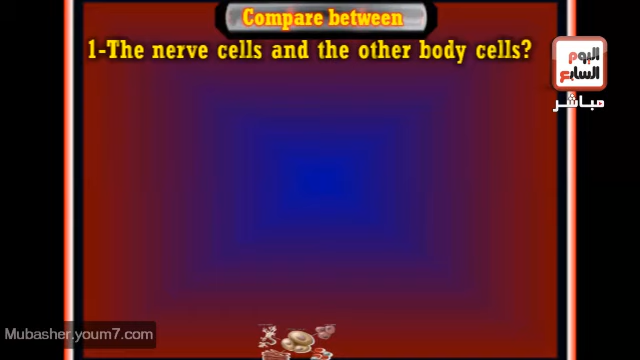 Compare between
1-The nerve cells and the other body cells?
اليوم
السابع
مباشر
Mubasher.youm7.com